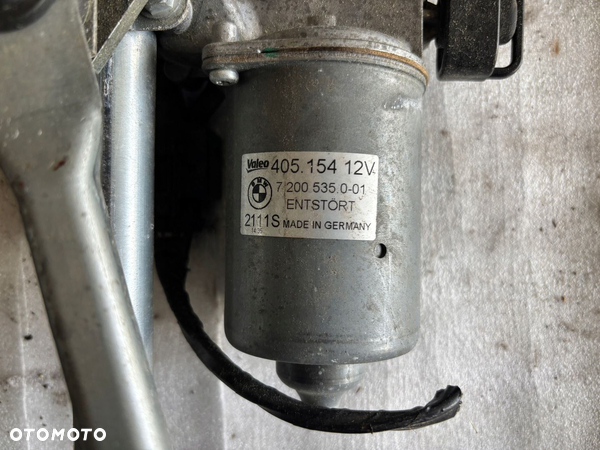 Valeo 405.154 12V
7 200 535.0-01
ENTSTÖRT
2111S MADE IN GERMANY
OTOMOTO